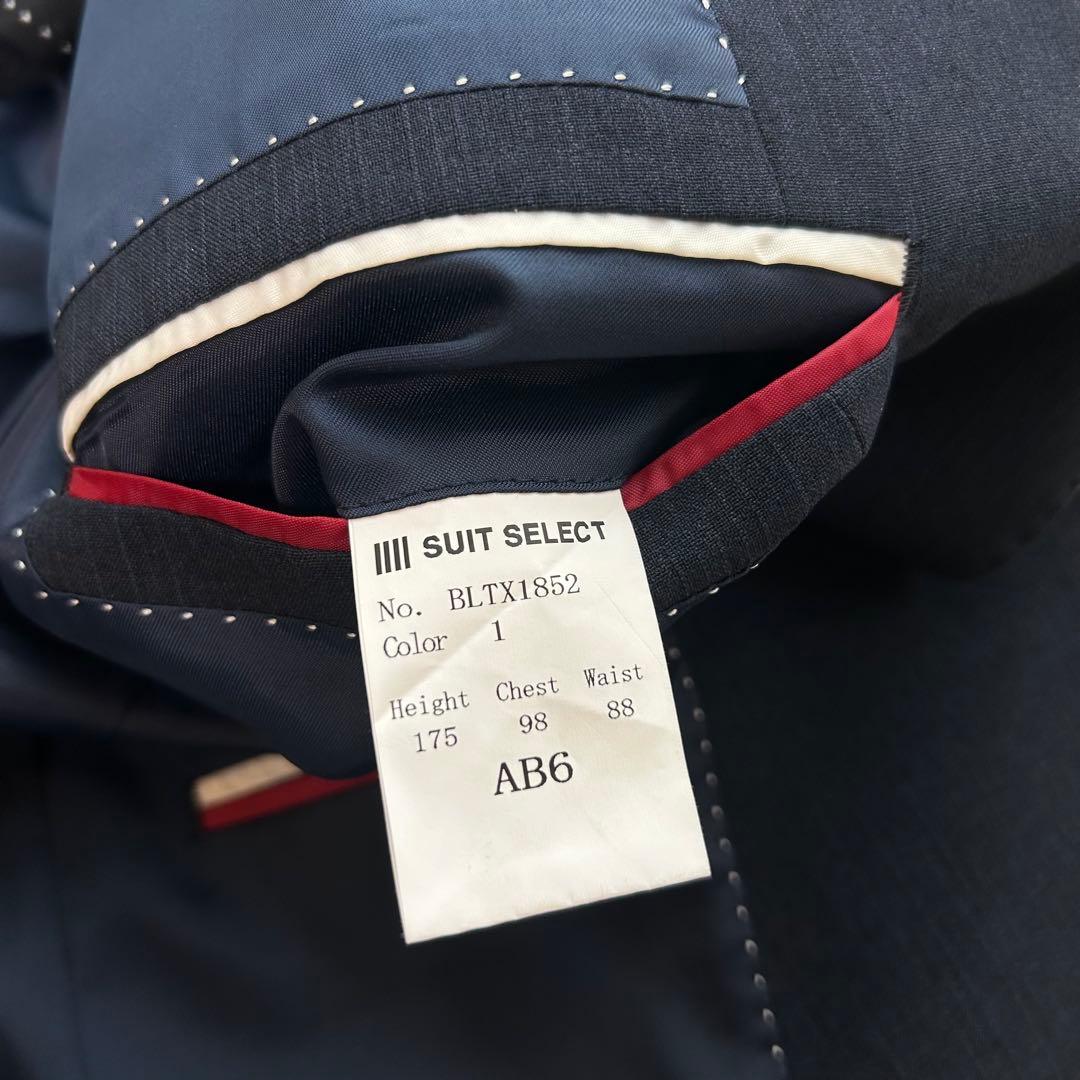 SUIT SELECT
No. BLTX1852
Color 1
Height Chest Waist
175 98 88
AB6